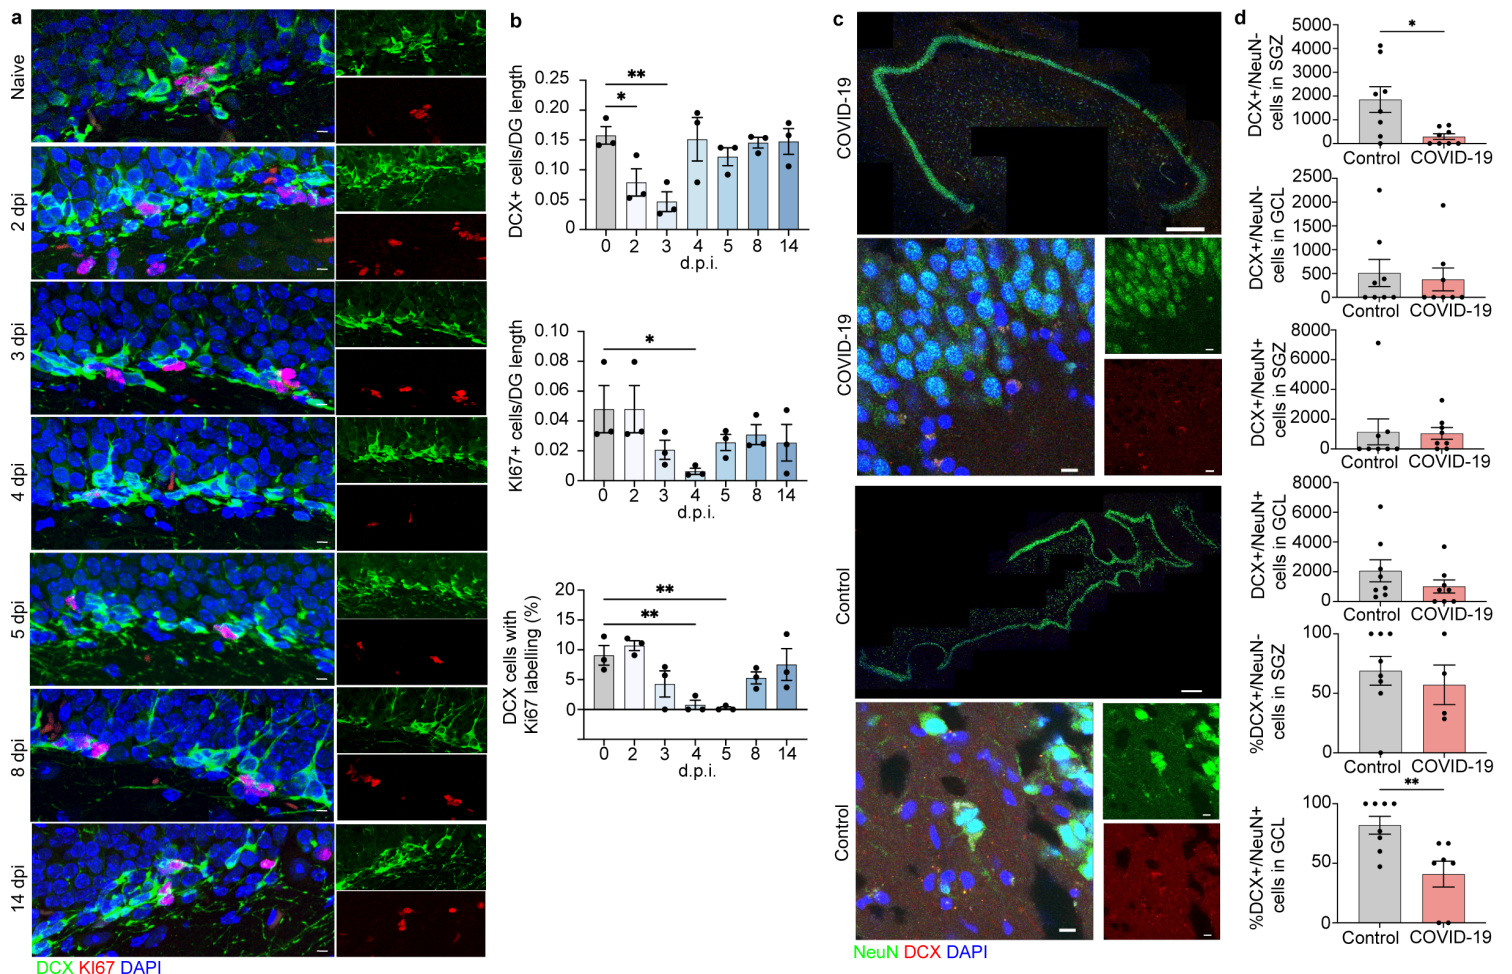 a
Naive
2 dpi
3 dpi
4 dpi
5 dpi
8 dpi
14 dpi
DCX KI67 DAPI
b
DCX+ cells/DG length
0.25
0.20
0.15
0.10
0.05
0
**
*
0 2 3 4 5 8 14
d.p.i.
KI67+ cells/DG length
0.10
0.08
0.06
0.04
0.02
0
*
0 2 3 4 5 8 14
d.p.i.
DCX cells with
Ki67 labelling (%)
20
15
10
5
0
**
**
0 2 3 4 5 8 14
d.p.i.
c
COVID-19
COVID-19
Control
Control
NeuN DCX DAPI
d
DCX+/NeuN-
cells in SGZ
5000
4000
3000
2000
1000
0
*
Control COVID-19
DCX+/NeuN-
cells in GCL
2500
2000
1500
1000
500
0
Control COVID-19
DCX+/NeuN+
cells in SGZ
8000
6000
4000
2000
0
Control COVID-19
DCX+/NeuN+
cells in GCL
8000
6000
4000
2000
0
Control COVID-19
%DCX+/NeuN-
cells in SGZ
100
50
0
Control COVID-19
%DCX+/NeuN+
cells in GCL
100
50
0
**
Control COVID-19